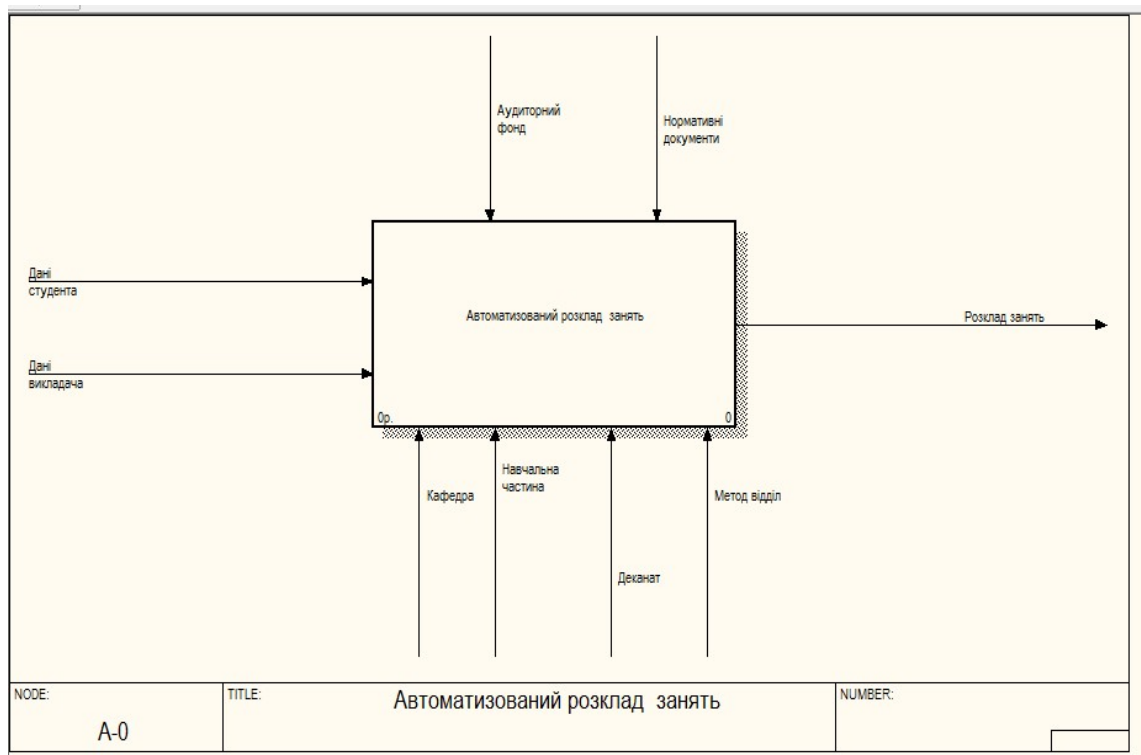 Аудиторний
фонд
Нормативні
документи
Дані
студента
Автоматизований розклад занять
Розклад занять
Дані
викладача
0р.
0
Кафедра
Навчальна
частина
Метод відділ
Деканат
NODE:
A-0
TITLE:
Автоматизований розклад занять
NUMBER: